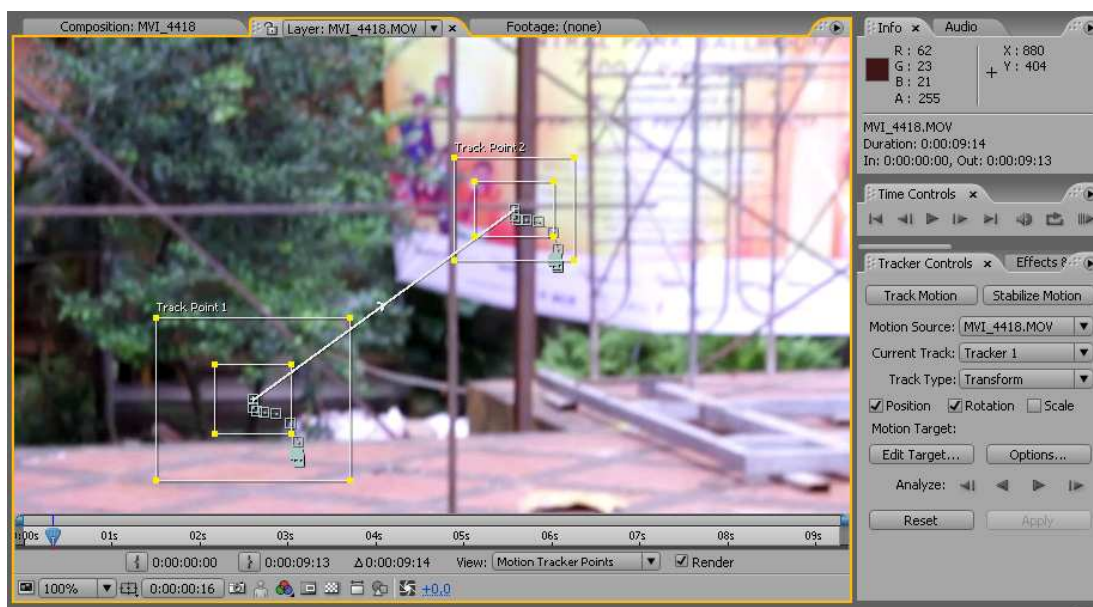 Composition: MVI_4418
Layer: MVI_4418.MOV
Footage: (none)
Info
Audio
R : 62
G : 23
B : 21
A : 255
X : 880
Y : 404
MVI_4418.MOV
Duration: 0:00:09:14
In: 0:00:00:00, Out: 0:00:09:13
Time Controls
Tracker Controls
Effects &
Track Motion
Stabilize Motion
Motion Source: MVI_4418.MOV
Current Track: Tracker 1
Track Type: Transform
Position Rotation Scale
Motion Target:
Edit Target... Options...
Analyze:
Reset
Apply
Track Point 2
Track Point 1
:00s 01s 02s 03s 04s 05s 06s 07s 08s 09s
0:00:00:00 0:00:09:13 Δ0:00:09:14 View: Motion Tracker Points Render
100% 0:00:00:16 +0.0